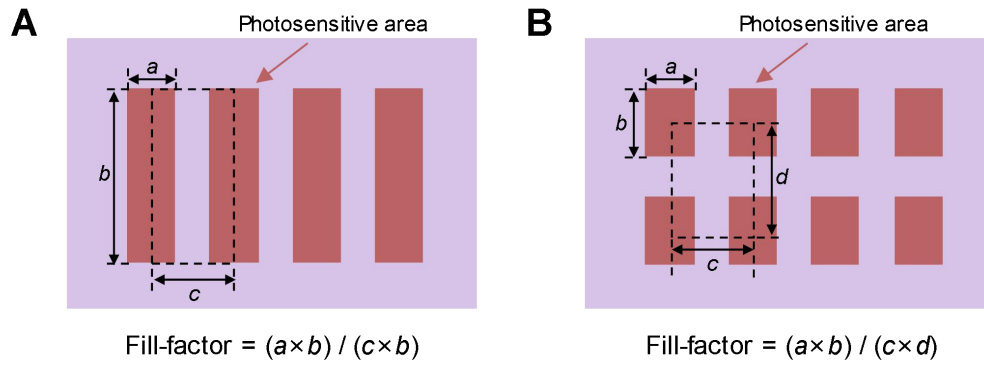 A
Photosensitive area
a
b
c
Fill-factor = (a×b) / (c×b)
B
Photosensitive area
a
b
d
c
Fill-factor = (a×b) / (c×d)